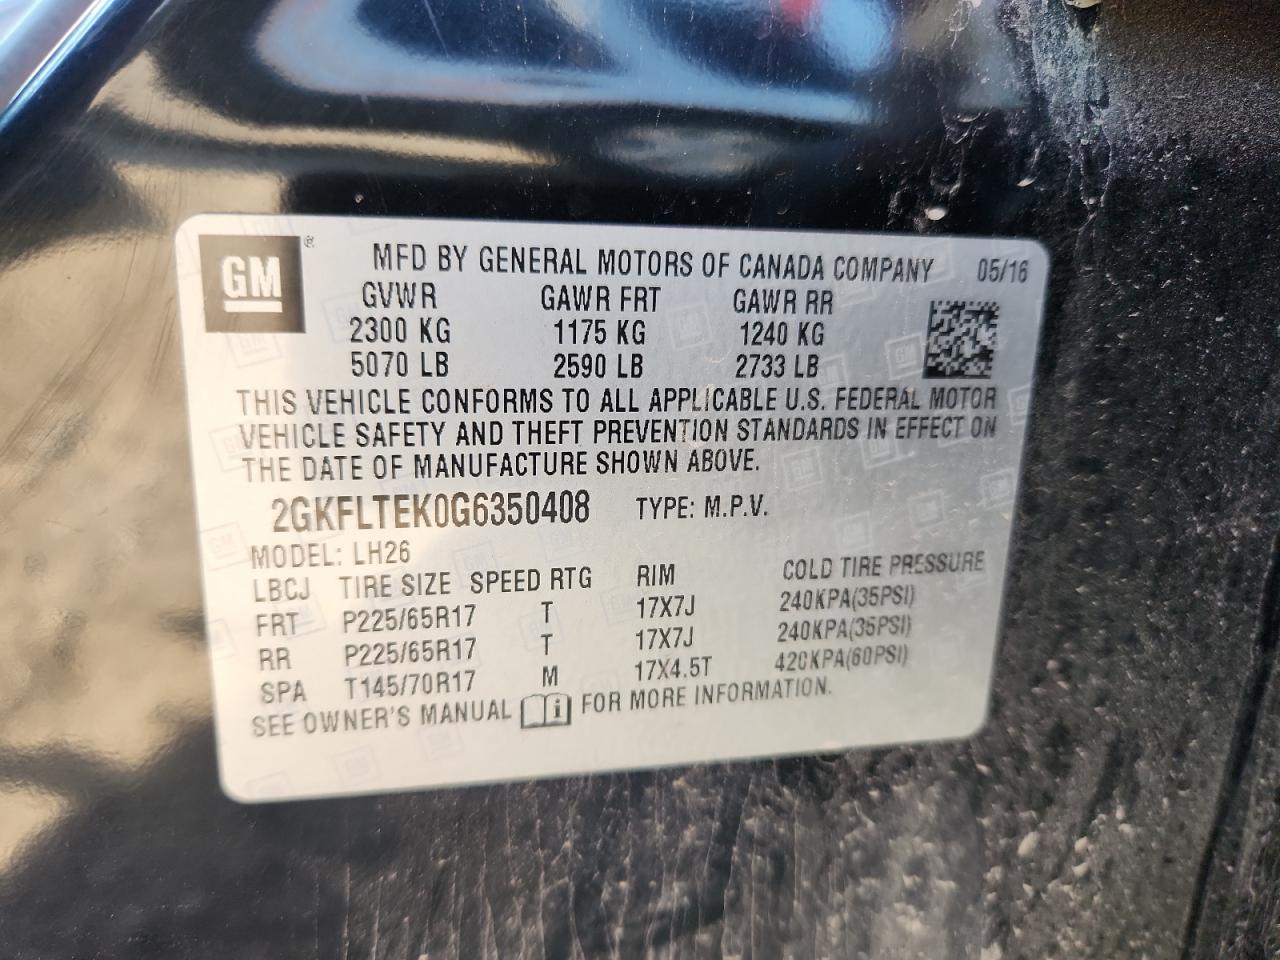 GM ® MFD BY GENERAL MOTORS OF CANADA COMPANY 05/16
GVWR GAWR FRT GAWR RR
2300 KG 1175 KG 1240 KG
5070 LB 2590 LB 2733 LB
THIS VEHICLE CONFORMS TO ALL APPLICABLE U.S. FEDERAL MOTOR
VEHICLE SAFETY AND THEFT PREVENTION STANDARDS IN EFFECT ON
THE DATE OF MANUFACTURE SHOWN ABOVE.
2GKFLTEK0G6350408 TYPE: M.P.V.
MODEL: LH26
LBCJ TIRE SIZE SPEED RTG RIM COLD TIRE PRESSURE
FRT P225/65R17 T 17X7J 240KPA(35PSI)
RR P225/65R17 T 17X7J 240KPA(35PSI)
SPA T145/70R17 M 17X4.5T 420KPA(60PSI)
SEE OWNER'S MANUAL i FOR MORE INFORMATION.